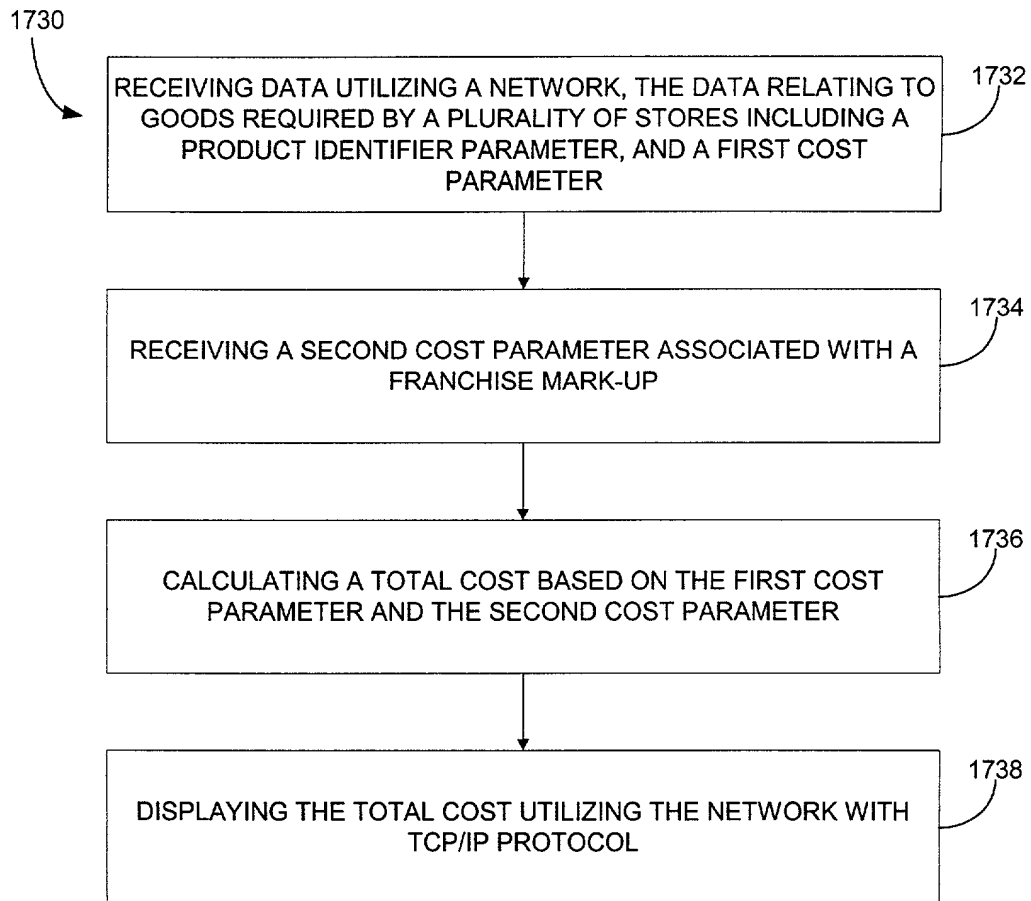 1730
RECEIVING DATA UTILIZING A NETWORK, THE DATA RELATING TO
GOODS REQUIRED BY A PLURALITY OF STORES INCLUDING A
PRODUCT IDENTIFIER PARAMETER, AND A FIRST COST
PARAMETER
1732
RECEIVING A SECOND COST PARAMETER ASSOCIATED WITH A
FRANCHISE MARK-UP
1734
CALCULATING A TOTAL COST BASED ON THE FIRST COST
PARAMETER AND THE SECOND COST PARAMETER
1736
DISPLAYING THE TOTAL COST UTILIZING THE NETWORK WITH
TCP/IP PROTOCOL
1738